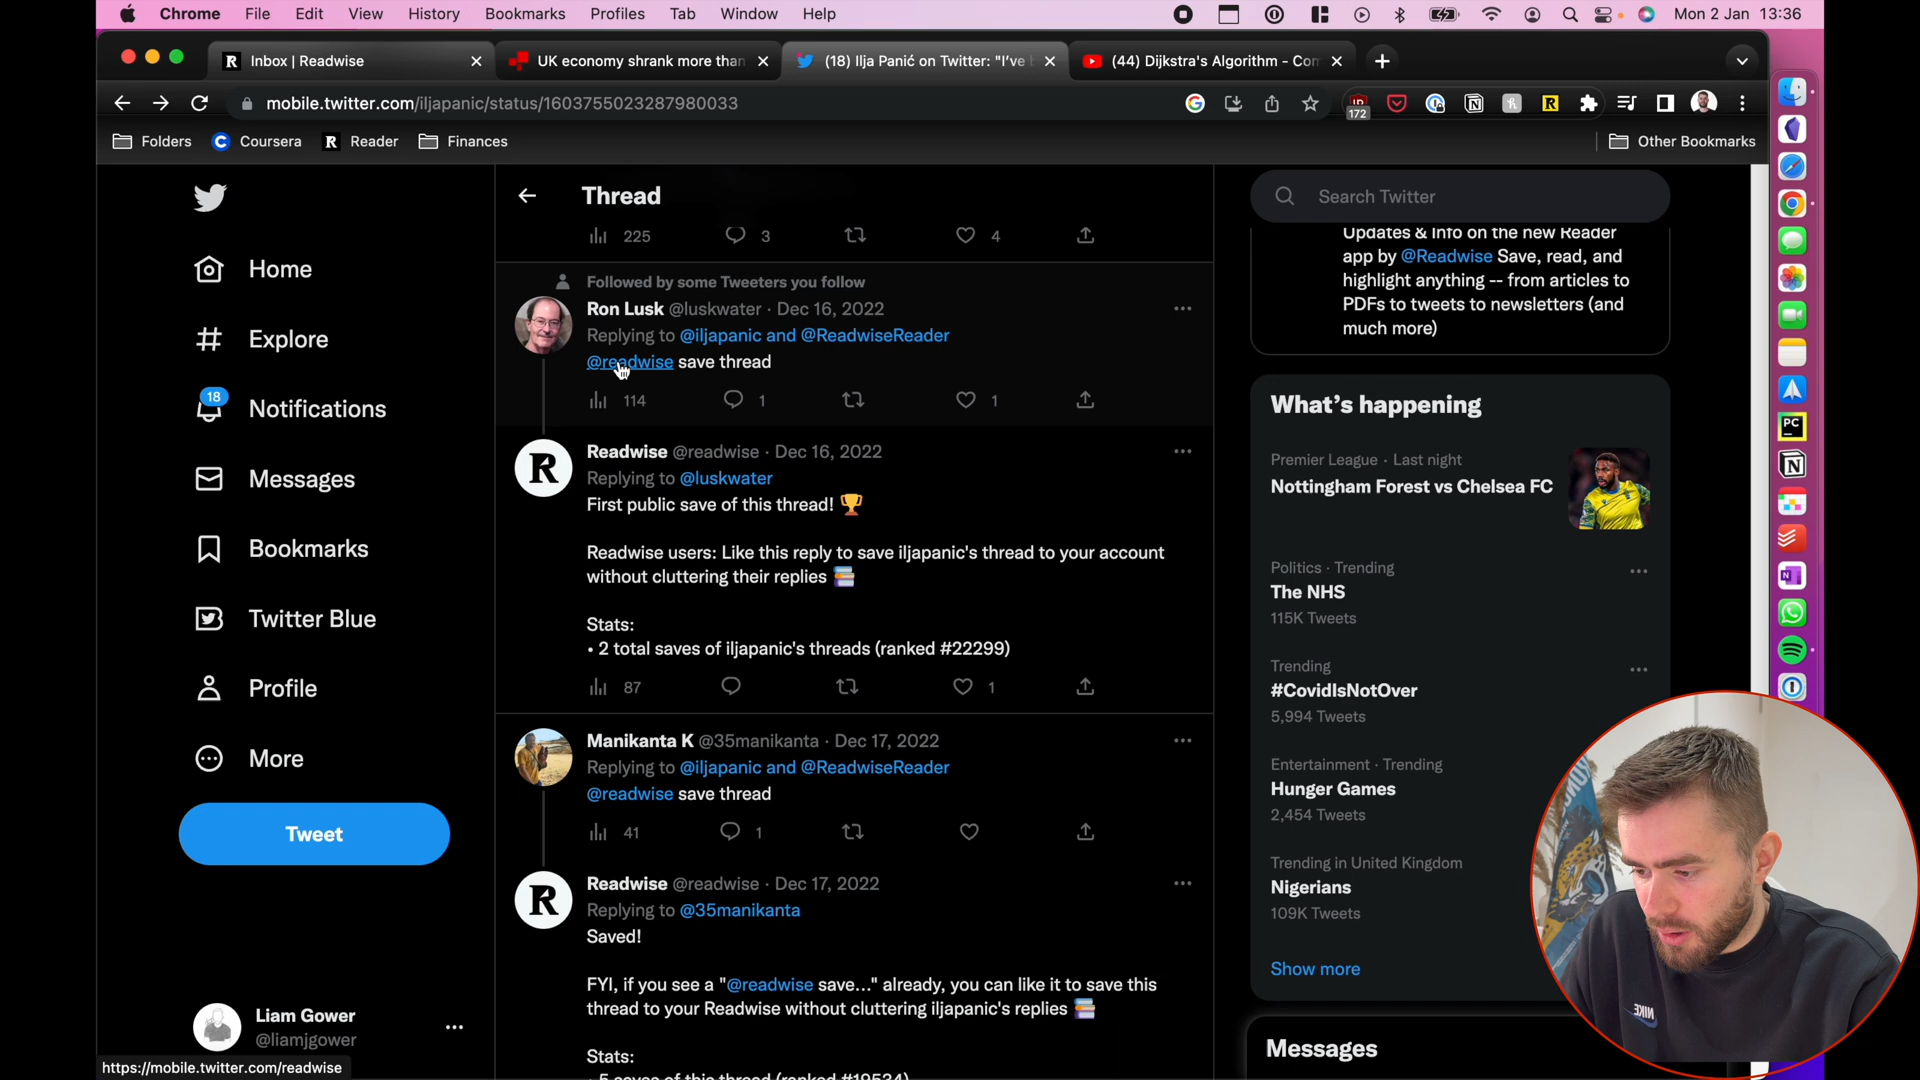 Chrome File Edit View History Bookmarks Profiles Tab Window Help Mon 2 Jan 13:36
Inbox | Readwise
UK economy shrank more than
(18) Ilja Panić on Twitter: "I've b
(44) Dijkstra's Algorithm - Com
mobile.twitter.com/iljapanic/status/1603755023287980033
172
Folders Coursera Reader Finances Other Bookmarks
Home
Explore
18
Notifications
Messages
Bookmarks
Twitter Blue
Profile
More
Tweet
Liam Gower
@liamjgower
https://mobile.twitter.com/readwise
Thread
225 3 4
Followed by some Tweeters you follow
Ron Lusk @luskwater · Dec 16, 2022
Replying to @iljapanic and @ReadwiseReader
@readwise save thread
114 1 1
Readwise @readwise · Dec 16, 2022
Replying to @luskwater
First public save of this thread! 🏆
Readwise users: Like this reply to save iljapanic's thread to your account
without cluttering their replies 📚
Stats:
• 2 total saves of iljapanic's threads (ranked #22299)
87 1
Manikanta K @35manikanta · Dec 17, 2022
Replying to @iljapanic and @ReadwiseReader
@readwise save thread
41 1
Readwise @readwise · Dec 17, 2022
Replying to @35manikanta
Saved!
FYI, if you see a "@readwise save..." already, you can like it to save this
thread to your Readwise without cluttering iljapanic's replies 📚
Stats:
• 5 saves of this thread (ranked #19534)
Search Twitter
Updates & Info on the new Reader
app by @Readwise Save, read, and
highlight anything -- from articles to
PDFs to tweets to newsletters (and
much more)
What's happening
Premier League · Last night
Nottingham Forest vs Chelsea FC
Politics · Trending
The NHS
115K Tweets
Trending
#CovidIsNotOver
5,994 Tweets
Entertainment · Trending
Hunger Games
2,454 Tweets
Trending in United Kingdom
Nigerians
109K Tweets
Show more
Messages
PC
NIKE